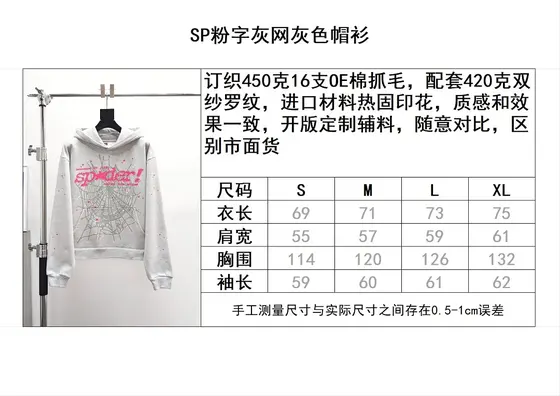 SP粉字灰网灰色帽衫
订织450克16支OE棉抓毛，配套420克双
纱罗纹，进口材料热固印花，质感和效
果一致，开版定制辅料，随意对比，区
别市面货
sp★der!
尺码 S M L XL
衣长 69 71 73 75
肩宽 55 57 59 61
胸围 114 120 126 132
袖长 59 60 61 62
手工测量尺寸与实际尺寸之间存在0.5-1cm误差